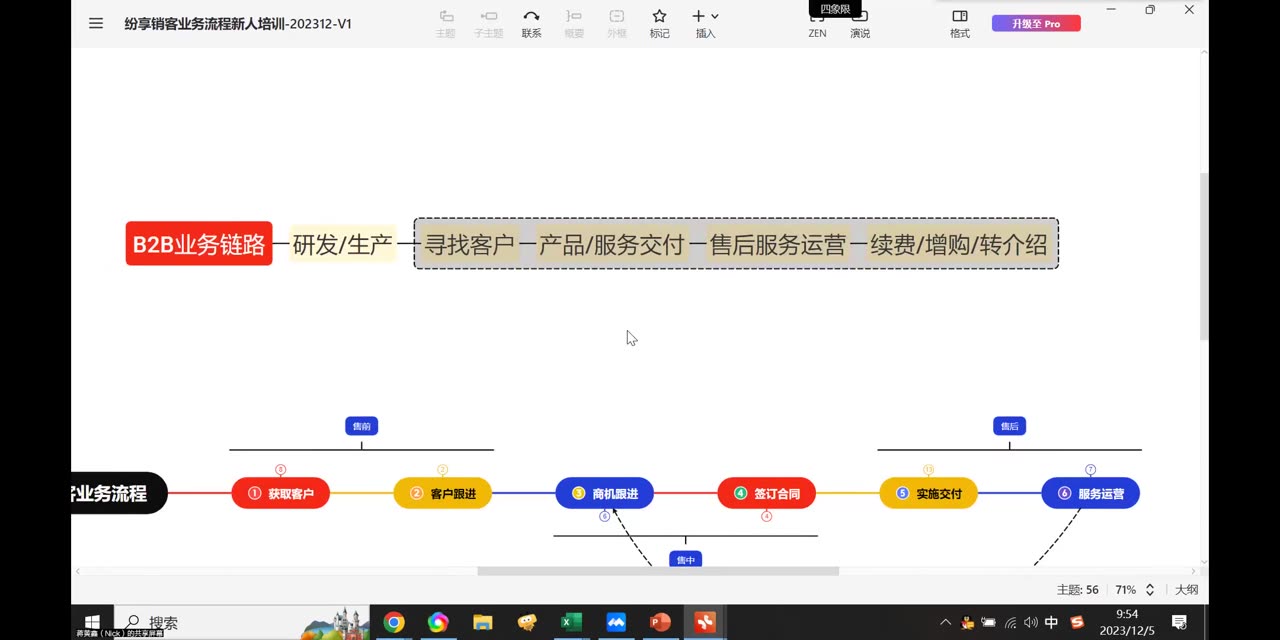 纷享销客业务流程新人培训-202312-V1
主题 子主题 联系 概要 外框 标记 插入 ZEN 演说 格式 升级至 Pro
四象限
B2B业务链路 研发/生产 寻找客户 产品/服务交付 售后服务运营 续费/增购/转介绍
售前 售后
8 13 7
客业务流程 1 获取客户 2 客户跟进 3 商机跟进 4 签订合同 5 实施交付 6 服务运营
6 4
售中
主题: 56 71% 大纲
搜索
(Nick)的共享屏幕
中 9:54
2023/12/5